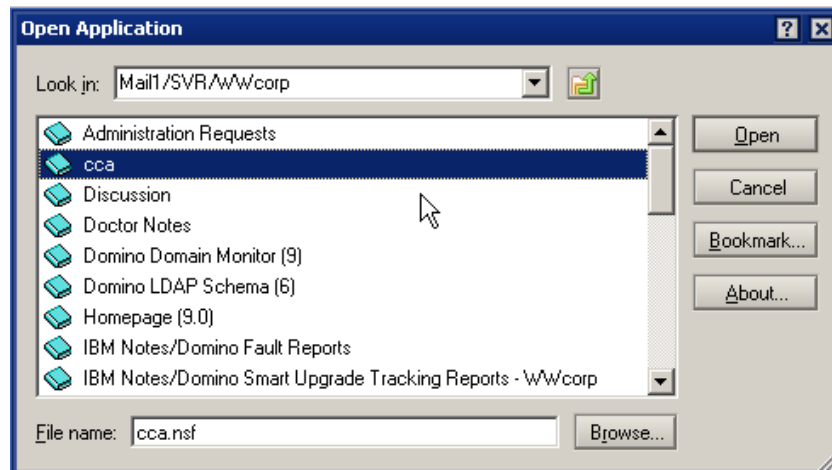 Open Application
Look in: Mail1/SVR/WWcorp
Administration Requests
cca
Discussion
Doctor Notes
Domino Domain Monitor (9)
Domino LDAP Schema (6)
Homepage (9.0)
IBM Notes/Domino Fault Reports
IBM Notes/Domino Smart Upgrade Tracking Reports - WWcorp
Open
Cancel
Bookmark...
About...
File name: cca.nsf Browse...